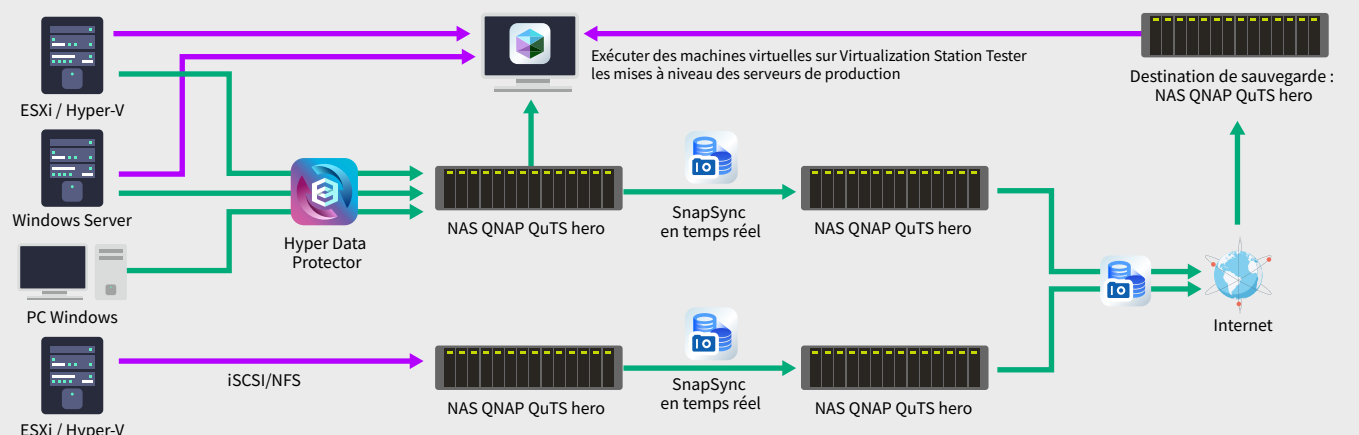 ESXi / Hyper-V
Exécuter des machines virtuelles sur Virtualization Station Tester
les mises à niveau des serveurs de production
Destination de sauvegarde :
NAS QNAP QuTS hero
Windows Server
Hyper Data
Protector
NAS QNAP QuTS hero
SnapSync
en temps réel
NAS QNAP QuTS hero
PC Windows
Internet
iSCSI/NFS
NAS QNAP QuTS hero
SnapSync
en temps réel
NAS QNAP QuTS hero
ESXi / Hyper-V